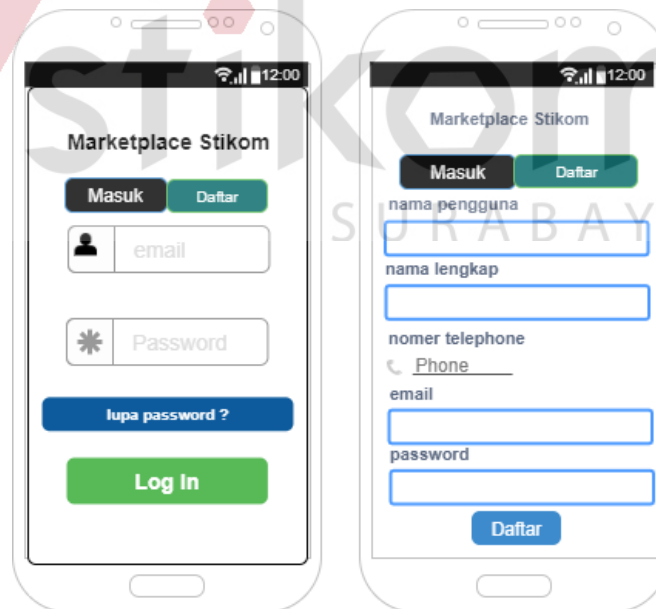 stikom
SURABAY
12:00
Marketplace Stikom
Masuk
Daftar
email
Password
lupa password ?
Log In
12:00
Marketplace Stikom
Masuk
Daftar
nama pengguna
nama lengkap
nomer telephone
Phone
email
password
Daftar